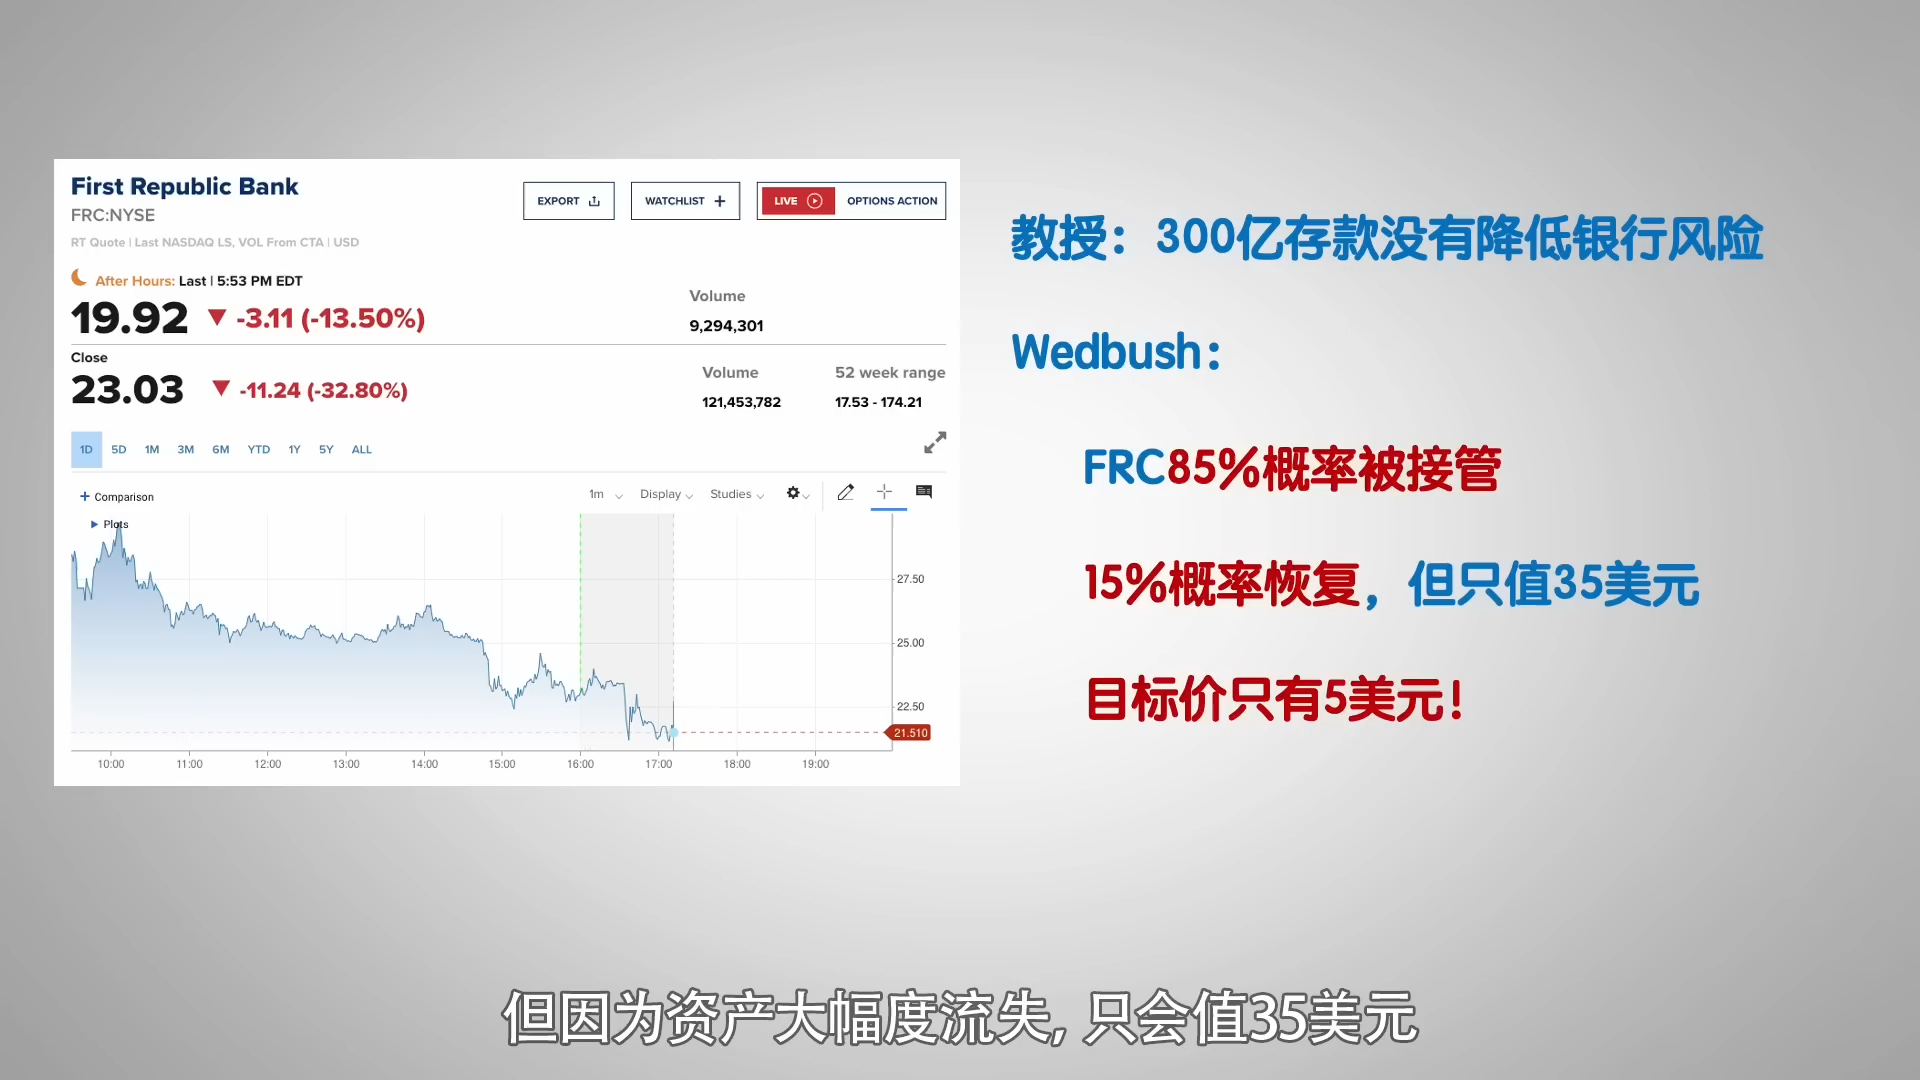 First Republic Bank
FRC:NYSE
RT Quote | Last NASDAQ LS, VOL From CTA | USD
EXPORT
WATCHLIST +
LIVE
OPTIONS ACTION
After Hours: Last | 5:53 PM EDT
19.92 ▼ -3.11 (-13.50%)
Volume
9,294,301
Close
23.03 ▼ -11.24 (-32.80%)
Volume
121,453,782
52 week range
17.53 - 174.21
1D 5D 1M 3M 6M YTD 1Y 5Y ALL
+ Comparison
1m Display Studies
Plots
27.50
25.00
22.50
21.510
10:00 11:00 12:00 13:00 14:00 15:00 16:00 17:00 18:00 19:00
教授：300亿存款没有降低银行风险
Wedbush：
FRC85%概率被接管
15%概率恢复，但只值35美元
目标价只有5美元！
但因为资产大幅度流失, 只会值35美元